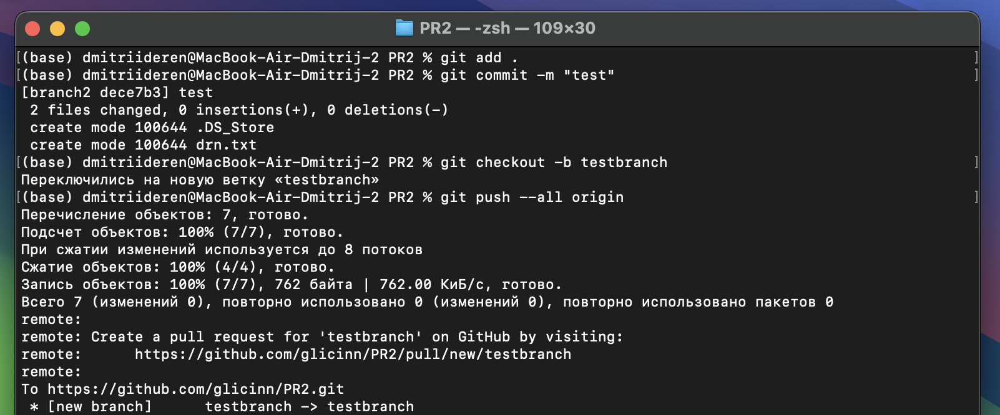 PR2 — -zsh — 109×30
[(base) dmitriideren@MacBook-Air-Dmitrij-2 PR2 % git add . ]
[(base) dmitriideren@MacBook-Air-Dmitrij-2 PR2 % git commit -m "test" ]
[branch2 dece7b3] test
 2 files changed, 0 insertions(+), 0 deletions(-)
 create mode 100644 .DS_Store
 create mode 100644 drn.txt
[(base) dmitriideren@MacBook-Air-Dmitrij-2 PR2 % git checkout -b testbranch ]
Переключились на новую ветку «testbranch»
[(base) dmitriideren@MacBook-Air-Dmitrij-2 PR2 % git push --all origin ]
Перечисление объектов: 7, готово.
Подсчет объектов: 100% (7/7), готово.
При сжатии изменений используется до 8 потоков
Сжатие объектов: 100% (4/4), готово.
Запись объектов: 100% (7/7), 762 байта | 762.00 КиБ/с, готово.
Всего 7 (изменений 0), повторно использовано 0 (изменений 0), повторно использовано пакетов 0
remote:
remote: Create a pull request for 'testbranch' on GitHub by visiting:
remote:      https://github.com/glicinn/PR2/pull/new/testbranch
remote:
To https://github.com/glicinn/PR2.git
 * [new branch]      testbranch -> testbranch